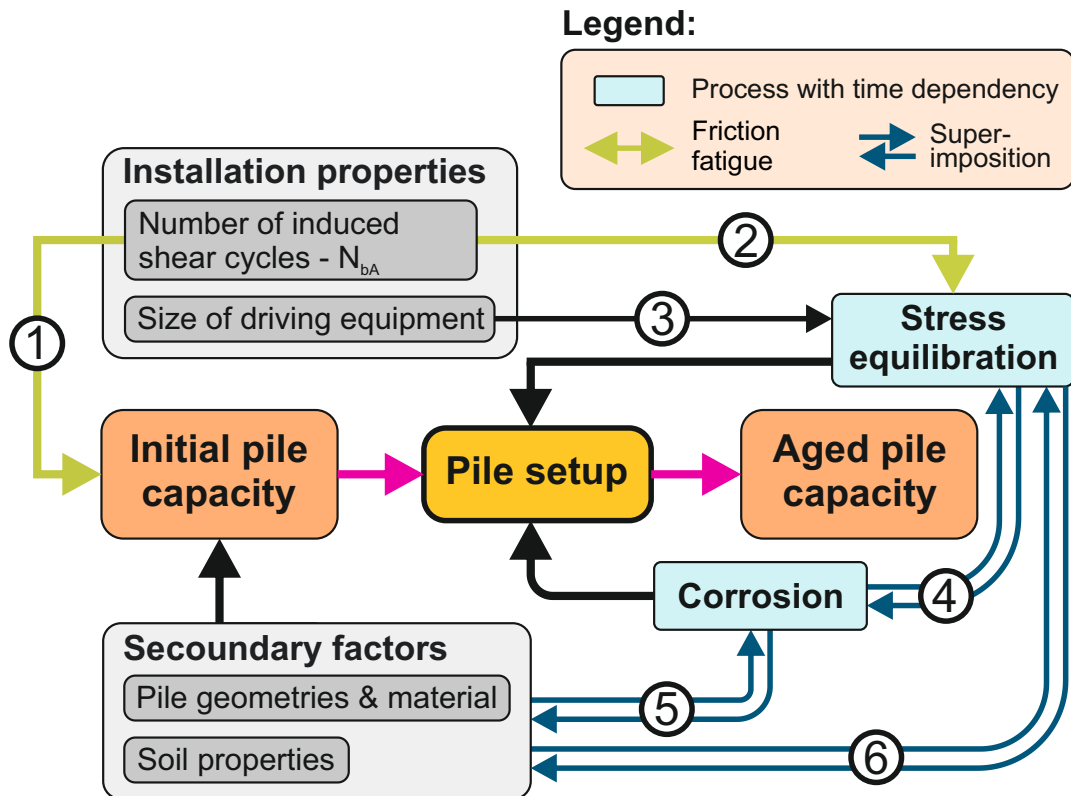 Legend:
Process with time dependency
Friction
fatigue
Super-
imposition
Installation properties
Number of induced
shear cycles - NbA
Size of driving equipment
1
2
3
Stress
equilibration
Initial pile
capacity
Pile setup
Aged pile
capacity
Corrosion
4
Secoundary factors
Pile geometries & material
Soil properties
5
6